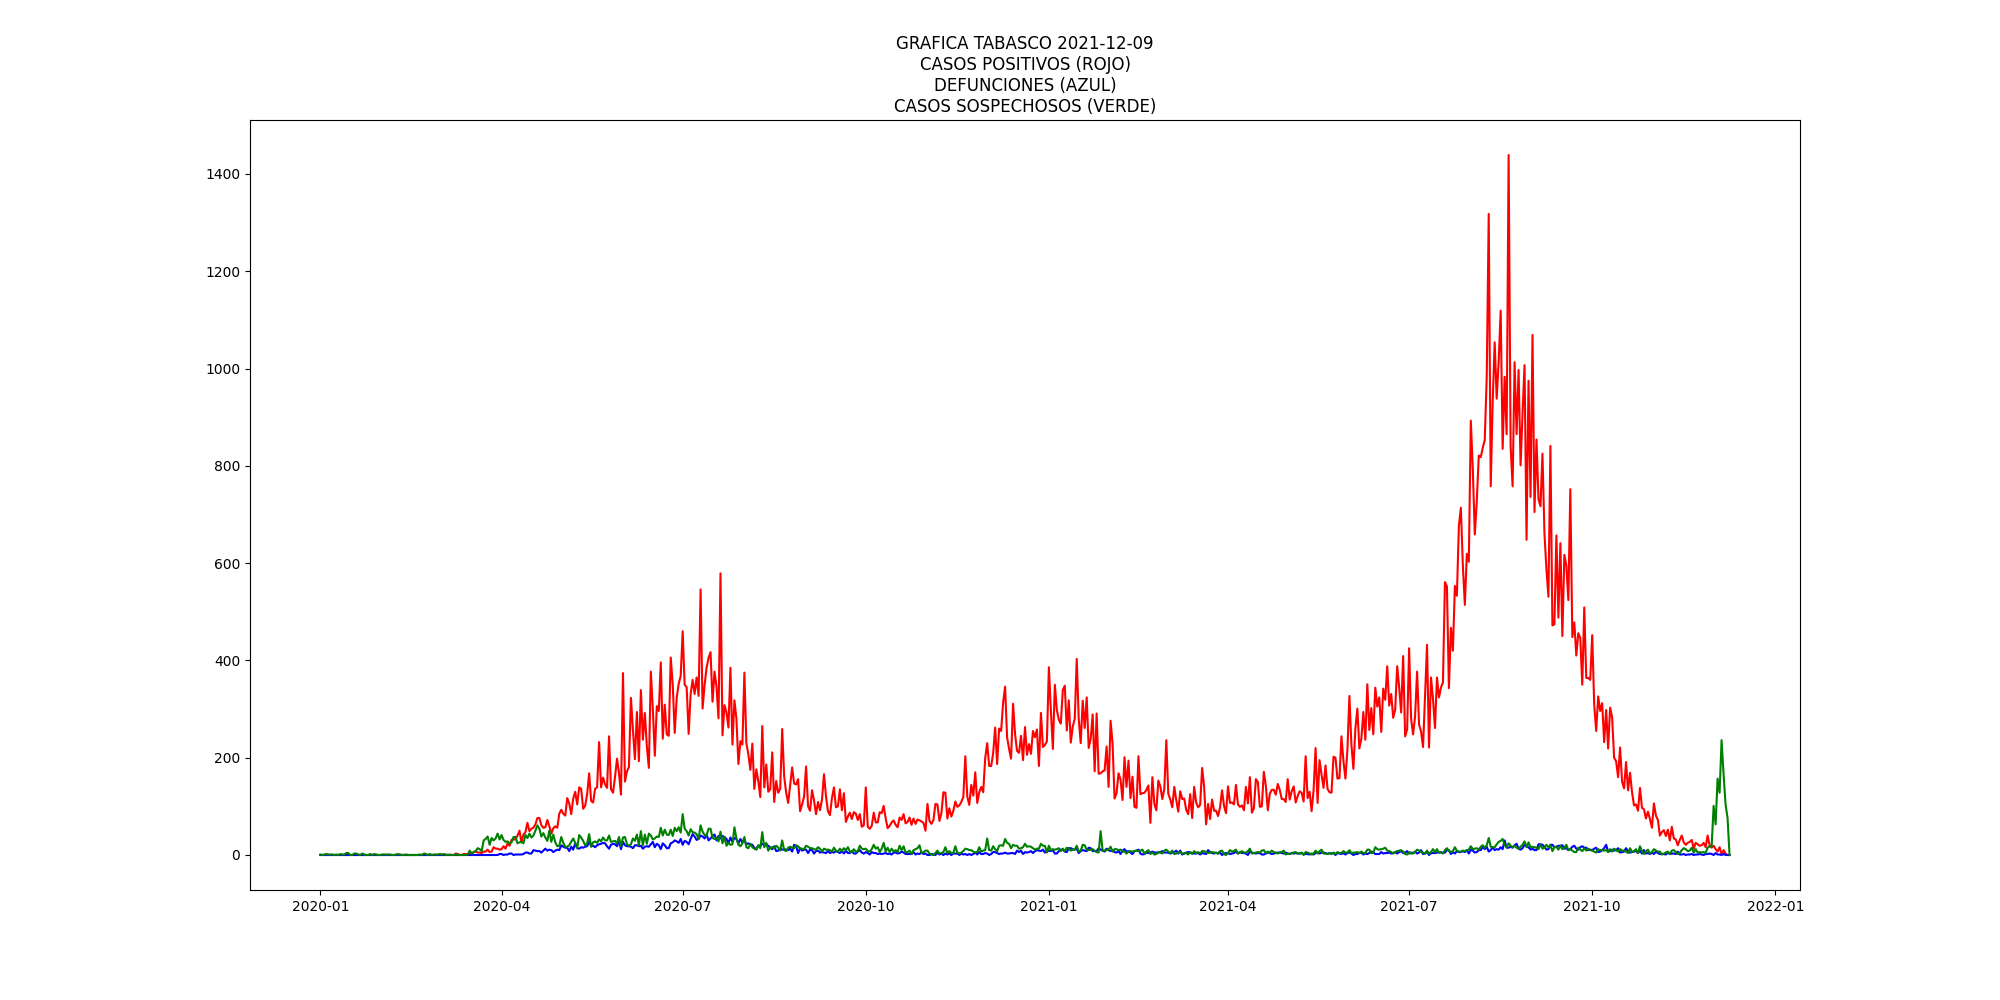 GRAFICA TABASCO 2021-12-09
CASOS POSITIVOS (ROJO)
DEFUNCIONES (AZUL)
CASOS SOSPECHOSOS (VERDE)
1400
1200
1000
800
600
400
200
0
2020-01 2020-04 2020-07 2020-10 2021-01 2021-04 2021-07 2021-10 2022-01